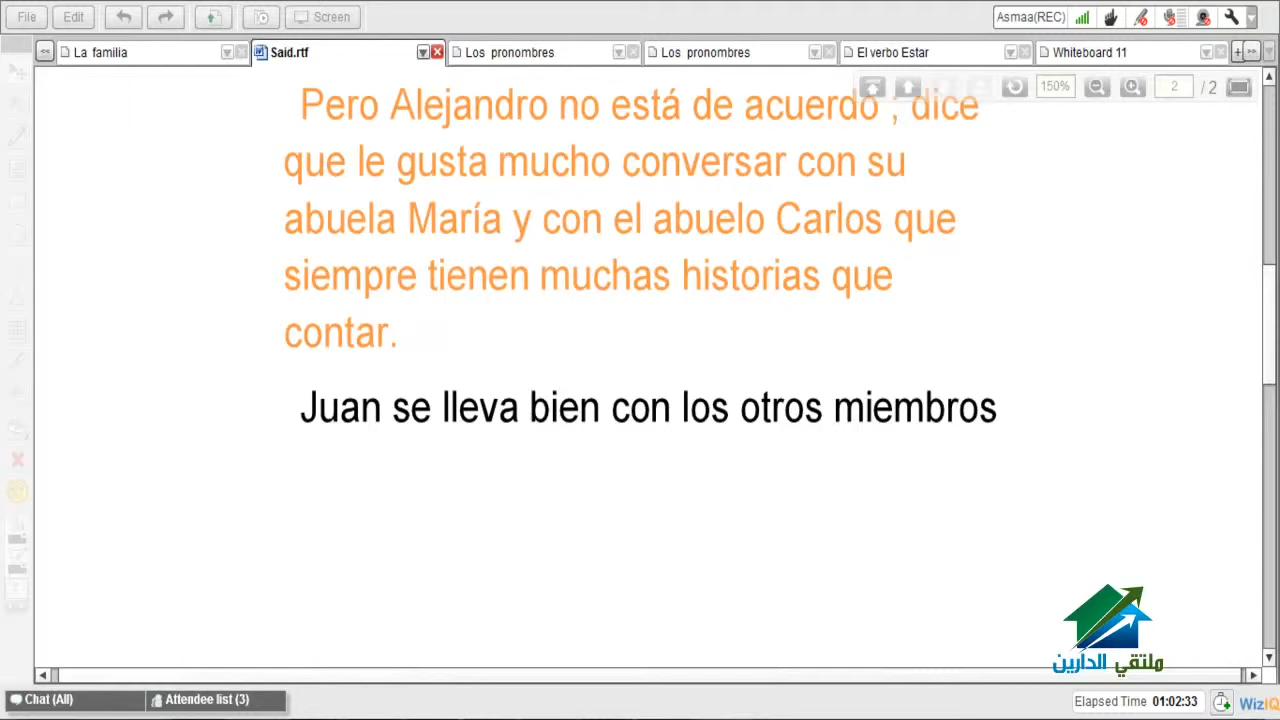 File Edit Screen Asmaa(REC)
<< La familia Said.rtf Los pronombres Los pronombres El verbo Estar Whiteboard 11 + >>
150% 2 / 2
Pero Alejandro no está de acuerdo ; dice
que le gusta mucho conversar con su
abuela María y con el abuelo Carlos que
siempre tienen muchas historias que
contar.
Juan se lleva bien con los otros miembros
ملتقي الدارين
Chat (All) Attendee list (3) Elapsed Time 01:02:33 WizIQ